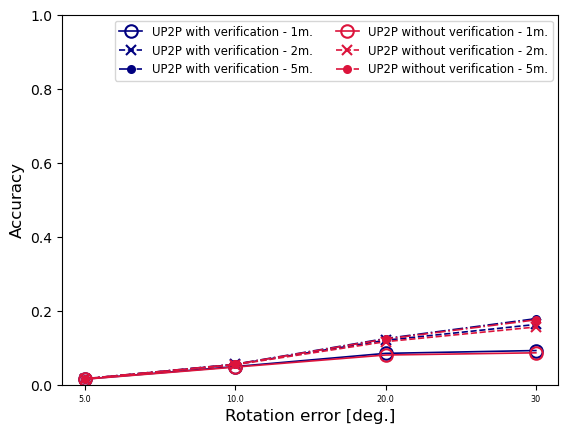 UP2P with verification - 1m.
UP2P with verification - 2m.
UP2P with verification - 5m.
UP2P without verification - 1m.
UP2P without verification - 2m.
UP2P without verification - 5m.
1.0
0.8
0.6
0.4
0.2
0.0
Accuracy
5.0 10.0 20.0 30
Rotation error [deg.]